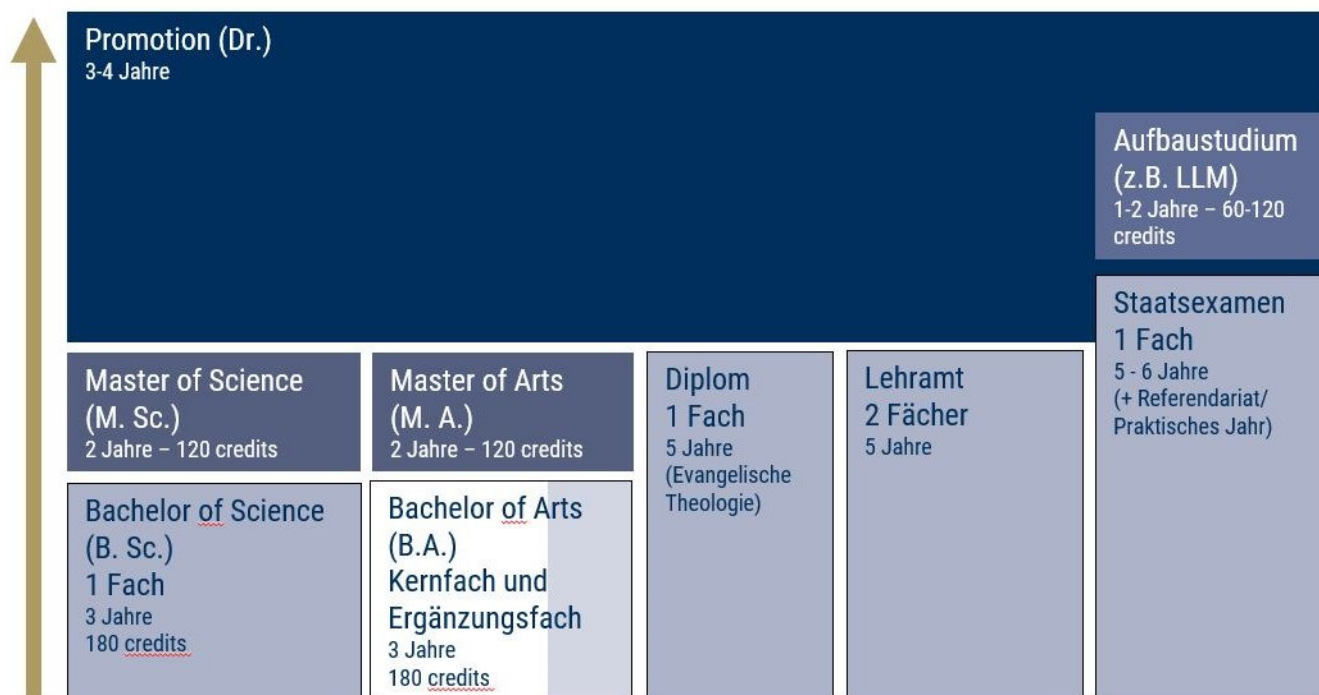 Promotion (Dr.)
3-4 Jahre
Aufbaustudium
(z.B. LLM)
1-2 Jahre – 60-120
credits
Staatsexamen
1 Fach
5 - 6 Jahre
(+ Referendariat/
Praktisches Jahr)
Master of Science
(M. Sc.)
2 Jahre – 120 credits
Master of Arts
(M. A.)
2 Jahre – 120 credits
Diplom
1 Fach
5 Jahre
(Evangelische
Theologie)
Lehramt
2 Fächer
5 Jahre
Bachelor of Science
(B. Sc.)
1 Fach
3 Jahre
180 credits
Bachelor of Arts
(B.A.)
Kernfach und
Ergänzungsfach
3 Jahre
180 credits